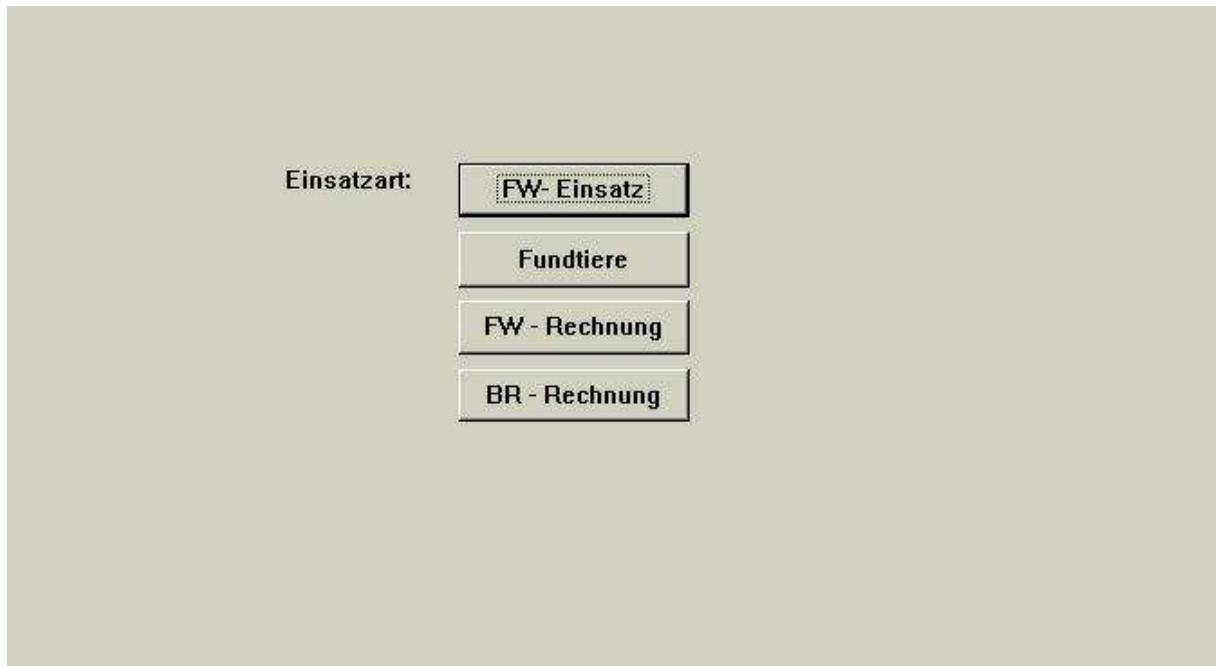 Einsatzart:
FW- Einsatz
Fundtiere
FW - Rechnung
BR - Rechnung